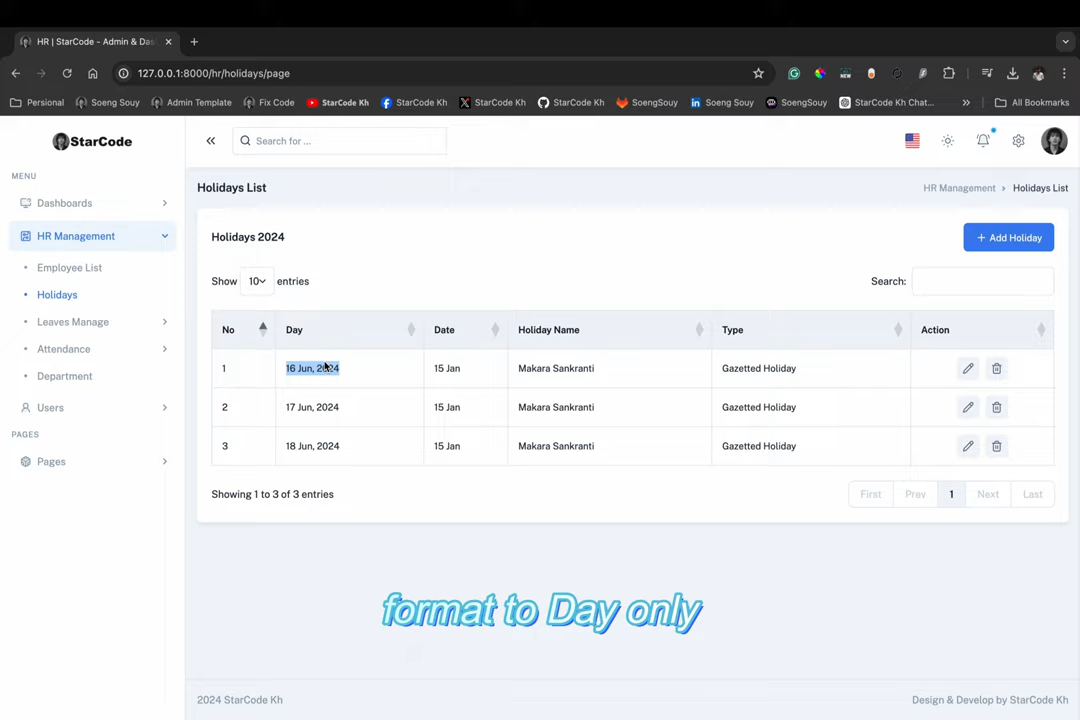 HR | StarCode - Admin & Das
127.0.0.1:8000/hr/holidays/page
Personal
Soeng Souy
Admin Template
Fix Code
StarCode Kh
StarCode Kh
StarCode Kh
StarCode Kh
SoengSouy
Soeng Souy
SoengSouy
StarCode Kh Chat...
All Bookmarks
StarCode
Search for ...
MENU
Dashboards
HR Management
Employee List
Holidays
Leaves Manage
Attendance
Department
Users
PAGES
Pages
Holidays List
HR Management
Holidays List
Holidays 2024
+ Add Holiday
Show 10 entries
Search:
No Day Date Holiday Name Type Action
1 16 Jun, 2024 15 Jan Makara Sankranti Gazetted Holiday
2 17 Jun, 2024 15 Jan Makara Sankranti Gazetted Holiday
3 18 Jun, 2024 15 Jan Makara Sankranti Gazetted Holiday
Showing 1 to 3 of 3 entries
First Prev 1 Next Last
format to Day only
2024 StarCode Kh
Design & Develop by StarCode Kh